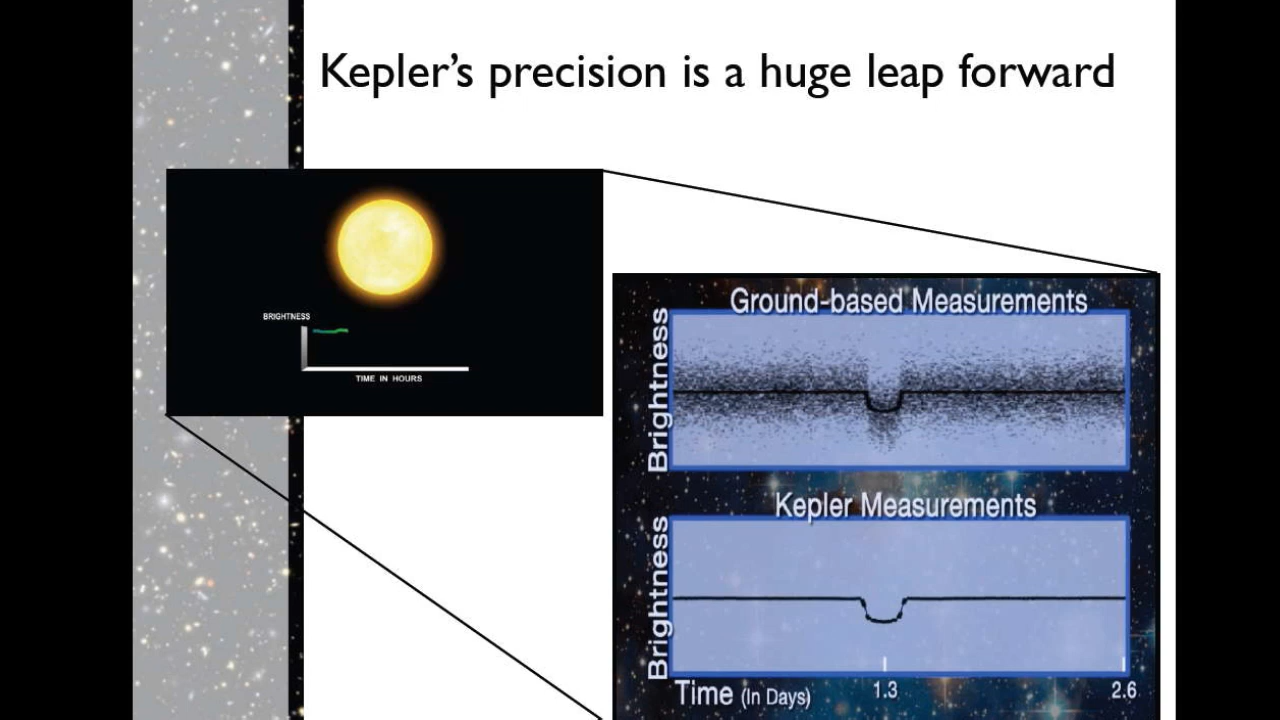 Kepler's precision is a huge leap forward
BRIGHTNESS
TIME IN HOURS
Ground-based Measurements
Brightness
Kepler Measurements
Brightness
Time (In Days) 1.3 2.6